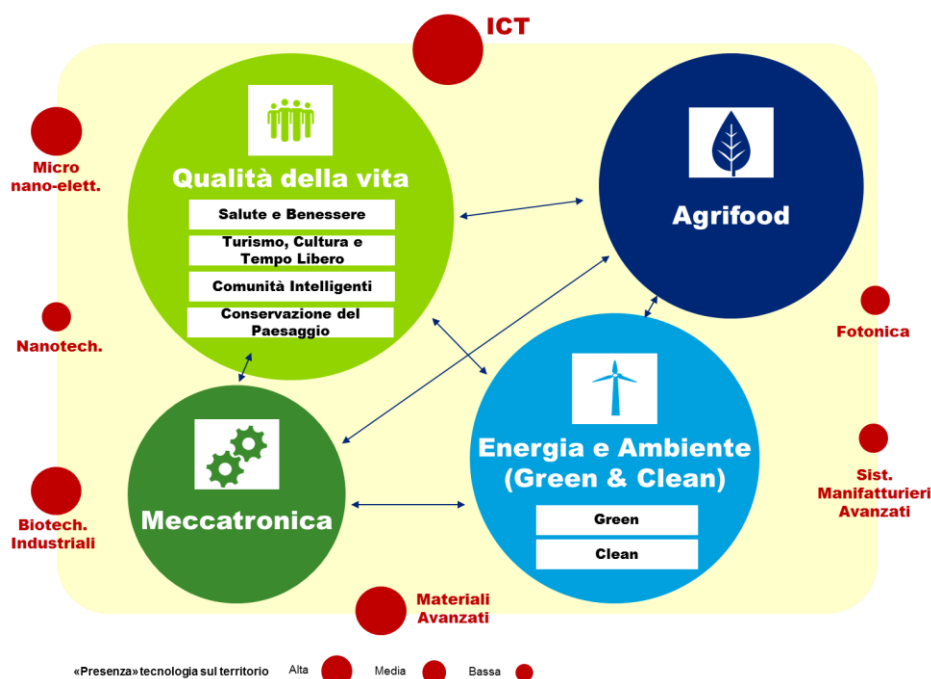 ICT
Micro
nano-elett.
Qualità della vita
Salute e Benessere
Turismo, Cultura e
Tempo Libero
Comunità Intelligenti
Conservazione del
Paesaggio
Agrifood
Nanotech.
Fotonica
Meccatronica
Energia e Ambiente
(Green & Clean)
Green
Clean
Biotech.
Industriali
Sist.
Manifatturieri
Avanzati
Materiali
Avanzati
«Presenza» tecnologia sul territorio Alta Media Bassa